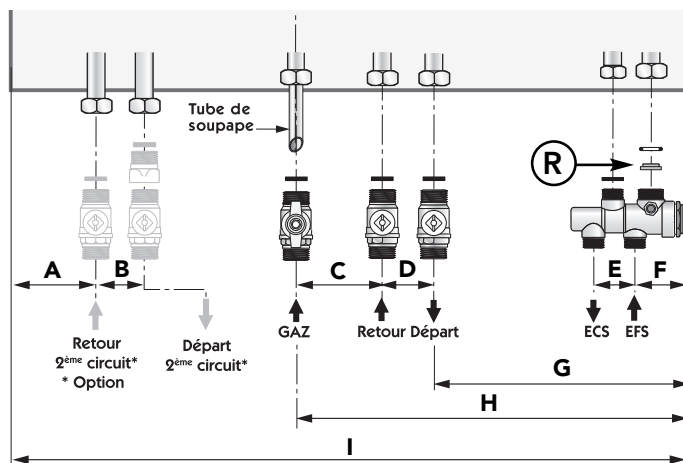 Tube de
soupape
R
A
B
C
D
E
F
Retour
2ème circuit*
* Option
Départ
2ème circuit*
GAZ
Retour Départ
ECS
EFS
G
H
I